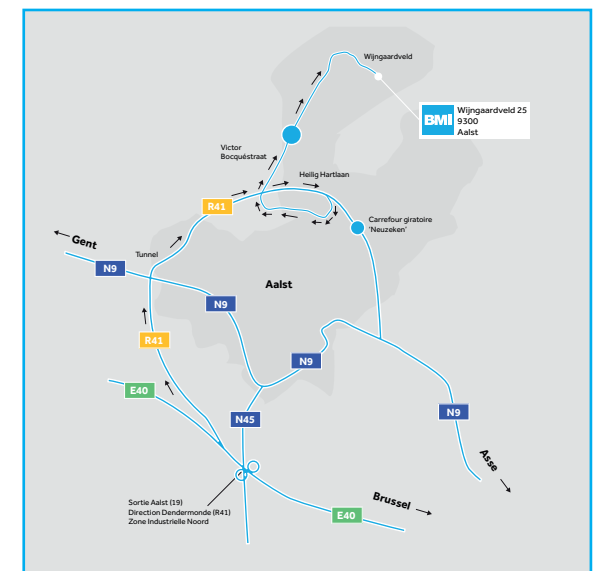 Wijngaardveld
BMI
Wijngaardveld 25
9300
Aalst
Victor
Bocquéstraat
Heilig Hartlaan
R41
Carrefour giratoire
'Neuzeken'
Gent
Tunnel
N9
Aalst
N9
R41
N9
E40
N45
N9
Asse
Sortie Aalst (19)
Direction Dendermonde (R41)
Zone Industrielle Noord
Brussel
E40